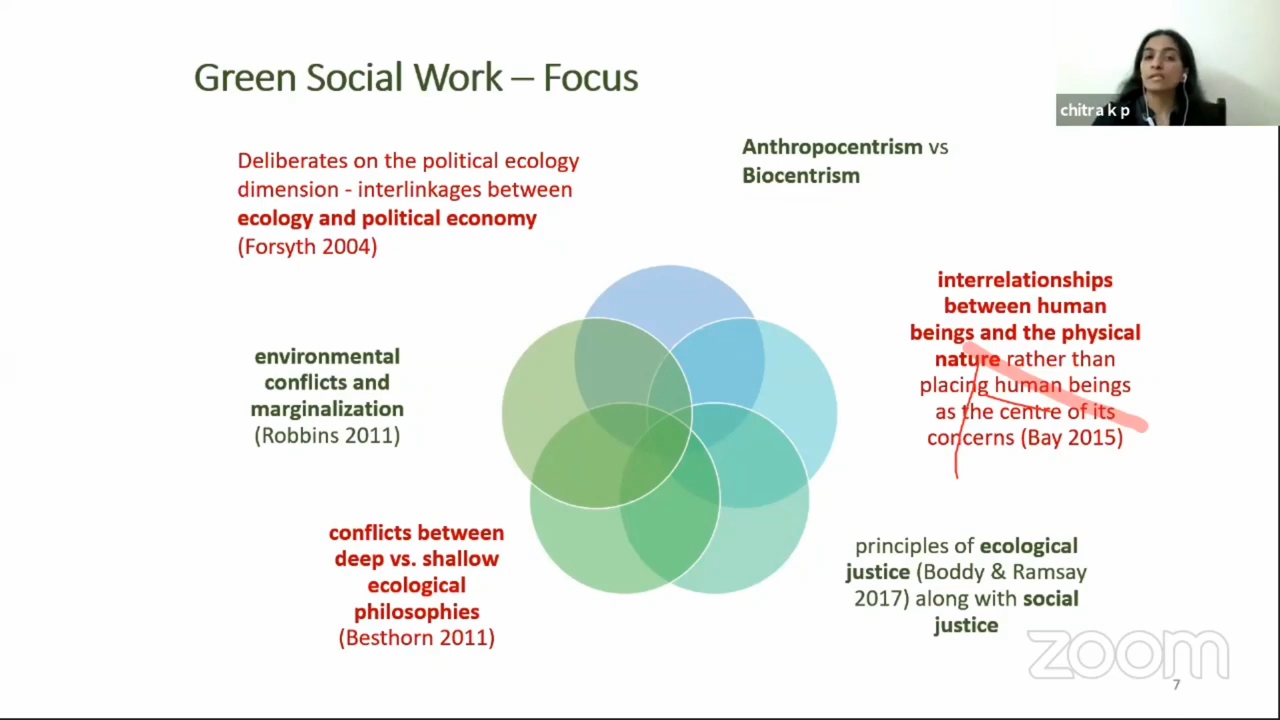 Green Social Work – Focus
chitra k p
Deliberates on the political ecology
dimension - interlinkages between
ecology and political economy
(Forsyth 2004)
Anthropocentrism vs
Biocentrism
interrelationships
between human
beings and the physical
nature rather than
placing human beings
as the centre of its
concerns (Bay 2015)
environmental
conflicts and
marginalization
(Robbins 2011)
conflicts between
deep vs. shallow
ecological
philosophies
(Besthorn 2011)
principles of ecological
justice (Boddy & Ramsay
2017) along with social
justice
zoom
7